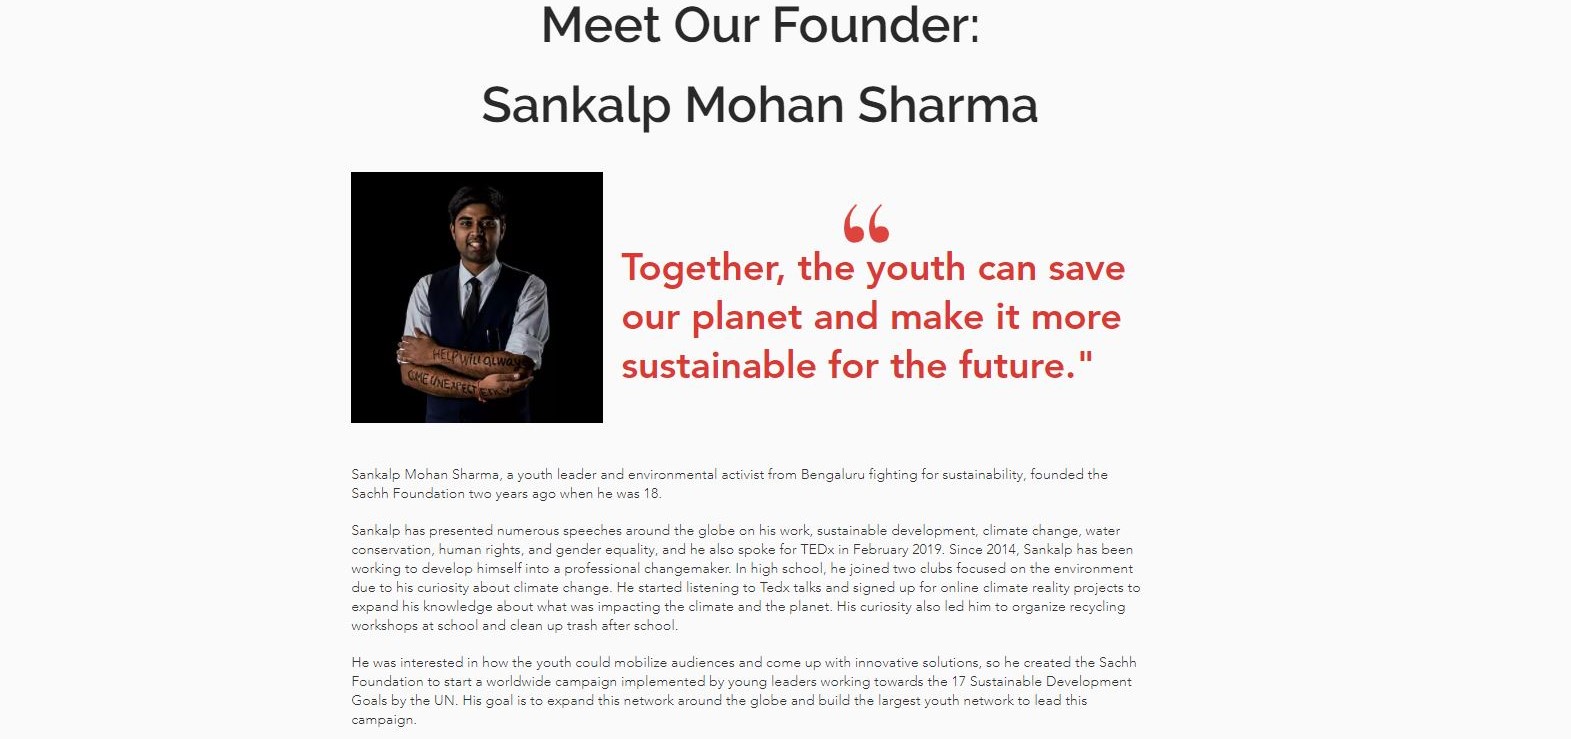 Meet Our Founder:
Sankalp Mohan Sharma
“
Together, the youth can save
our planet and make it more
sustainable for the future."
HELP WILL always
COME UNEXPECTEDLY
Sankalp Mohan Sharma, a youth leader and environmental activist from Bengaluru fighting for sustainability, founded the
Sachh Foundation two years ago when he was 18.
Sankalp has presented numerous speeches around the globe on his work, sustainable development, climate change, water
conservation, human rights, and gender equality, and he also spoke for TEDx in February 2019. Since 2014, Sankalp has been
working to develop himself into a professional changemaker. In high school, he joined two clubs focused on the environment
due to his curiosity about climate change. He started listening to Tedx talks and signed up for online climate reality projects to
expand his knowledge about what was impacting the climate and the planet. His curiosity also led him to organize recycling
workshops at school and clean up trash after school.
He was interested in how the youth could mobilize audiences and come up with innovative solutions, so he created the Sachh
Foundation to start a worldwide campaign implemented by young leaders working towards the 17 Sustainable Development
Goals by the UN. His goal is to expand this network around the globe and build the largest youth network to lead this
campaign.